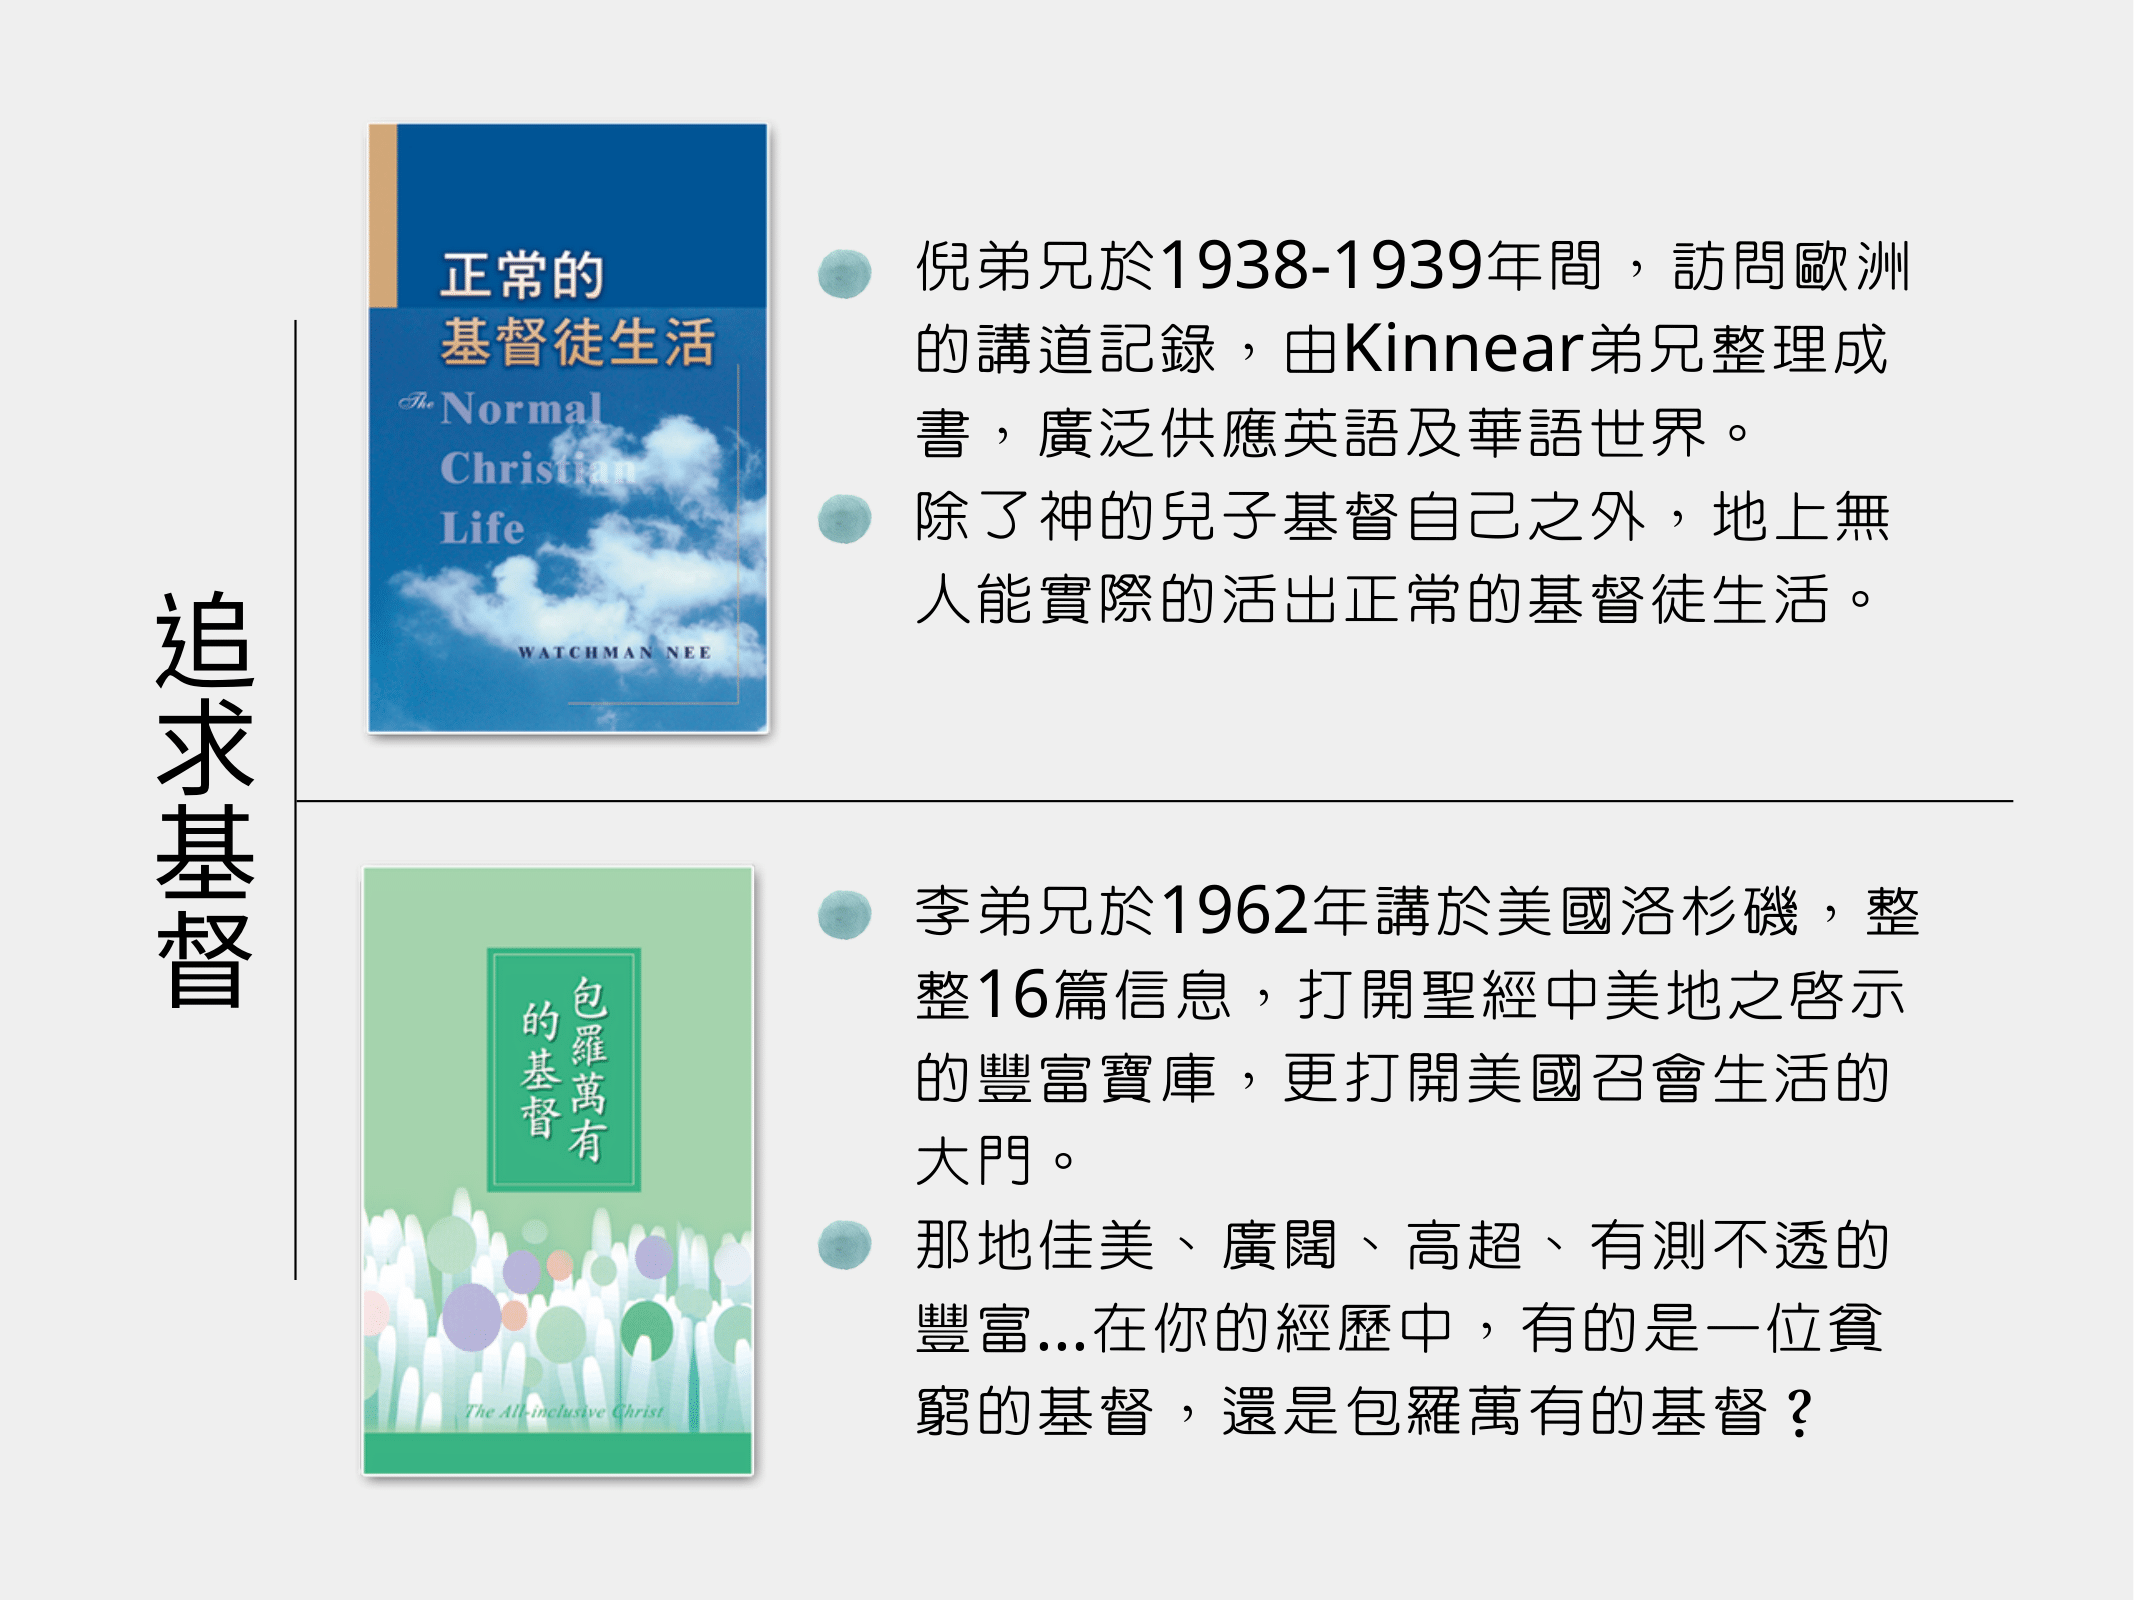 追求基督
正常的
基督徒生活
The Normal
Christian
Life
WATCHMAN NEE
倪弟兄於1938-1939年間，訪問歐洲
的講道記錄，由Kinnear弟兄整理成
書，廣泛供應英語及華語世界。
除了神的兒子基督自己之外，地上無
人能實際的活出正常的基督徒生活。
包羅萬有
的基督
The All-inclusive Christ
李弟兄於1962年講於美國洛杉磯，整
整16篇信息，打開聖經中美地之啓示
的豐富寶庫，更打開美國召會生活的
大門。
那地佳美、廣闊、高超、有測不透的
豐富...在你的經歷中，有的是一位貧
窮的基督，還是包羅萬有的基督？